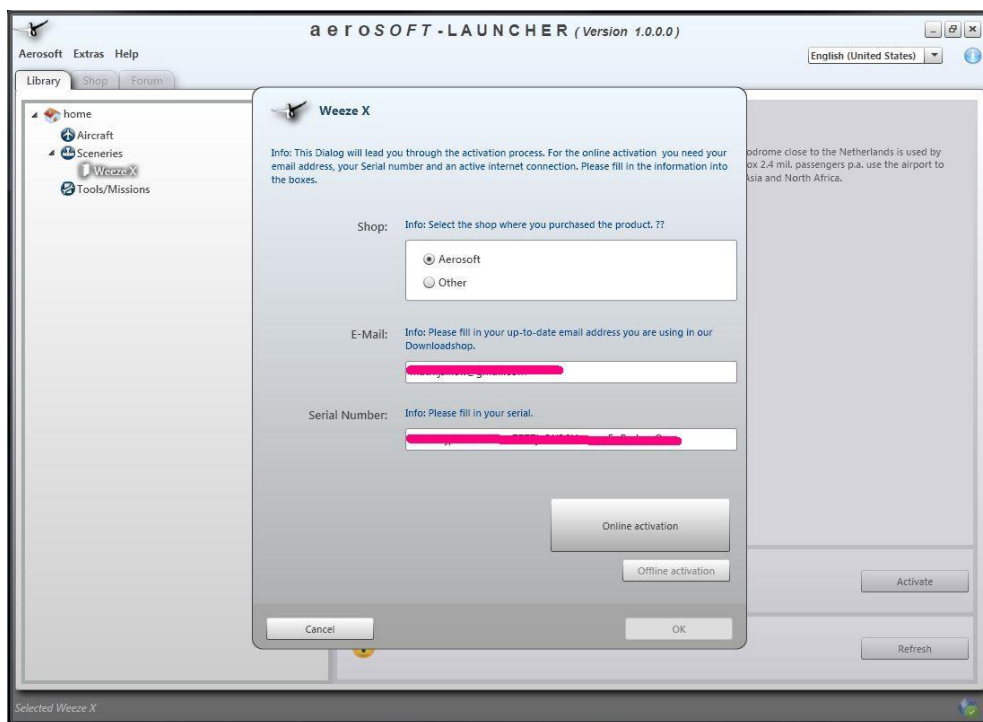 aeroSOFT-LAUNCHER (Version 1.0.0.0)
Aerosoft Extras Help
English (United States)
Library Shop Forum
home
Aircraft
Sceneries
Weeze X
Tools/Missions
Weeze X
Info: This Dialog will lead you through the activation process. For the online activation you need your
email address, your Serial number and an active internet connection. Please fill in the information into
the boxes.
odrome close to the Netherlands is used by
ox 2.4 mil. passengers p.a. use the airport to
Asia and North Africa.
Shop:
Info: Select the shop where you purchased the product. ??
Aerosoft
Other
E-Mail:
Info: Please fill in your up-to-date email address you are using in our
Downloadshop.
Serial Number:
Info: Please fill in your serial.
Online activation
Offline activation
Activate
Cancel
OK
Refresh
Selected Weeze X